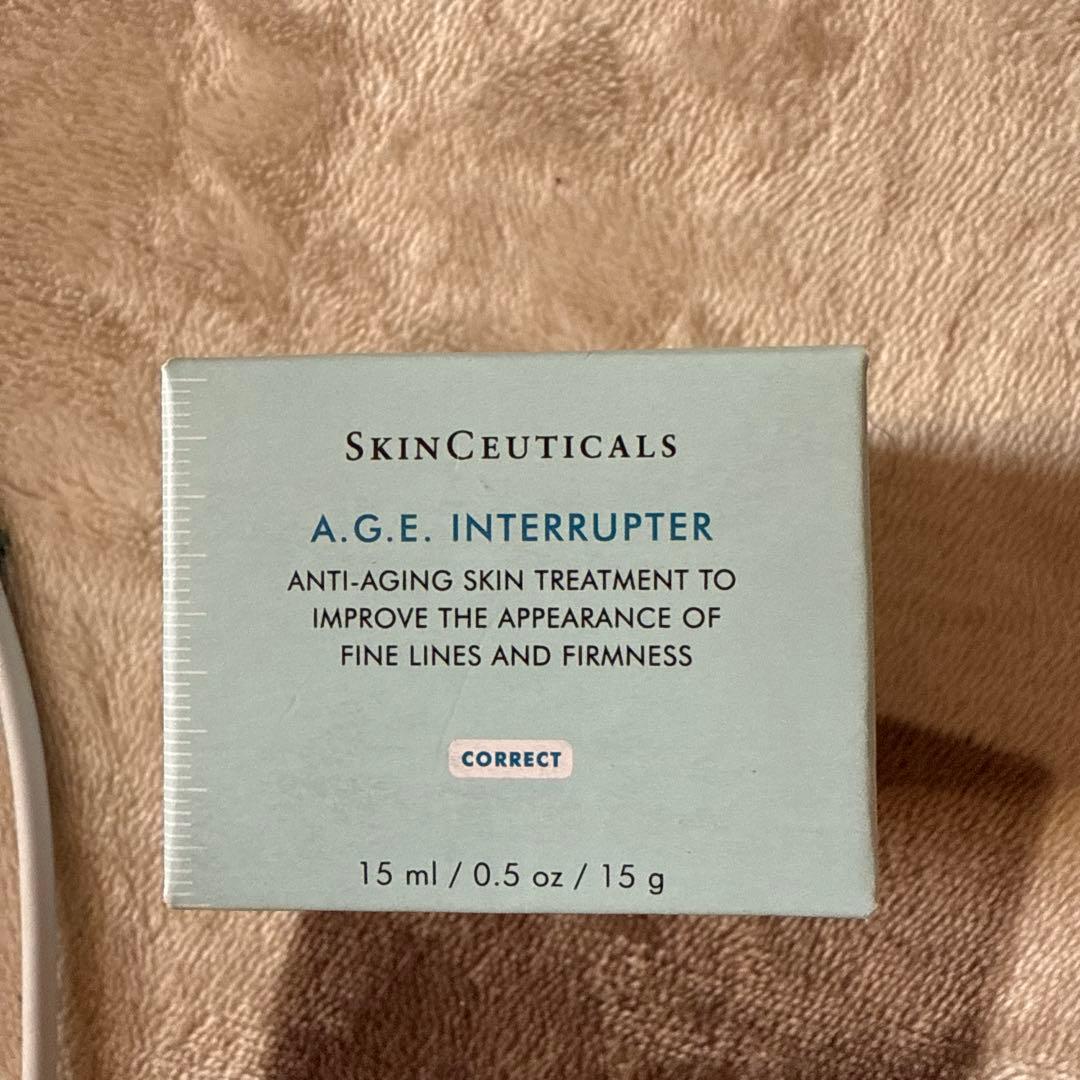 SKINCEUTICALS
A.G.E. INTERRUPTER
ANTI-AGING SKIN TREATMENT TO
IMPROVE THE APPEARANCE OF
FINE LINES AND FIRMNESS
CORRECT
15 ml / 0.5 oz / 15 g